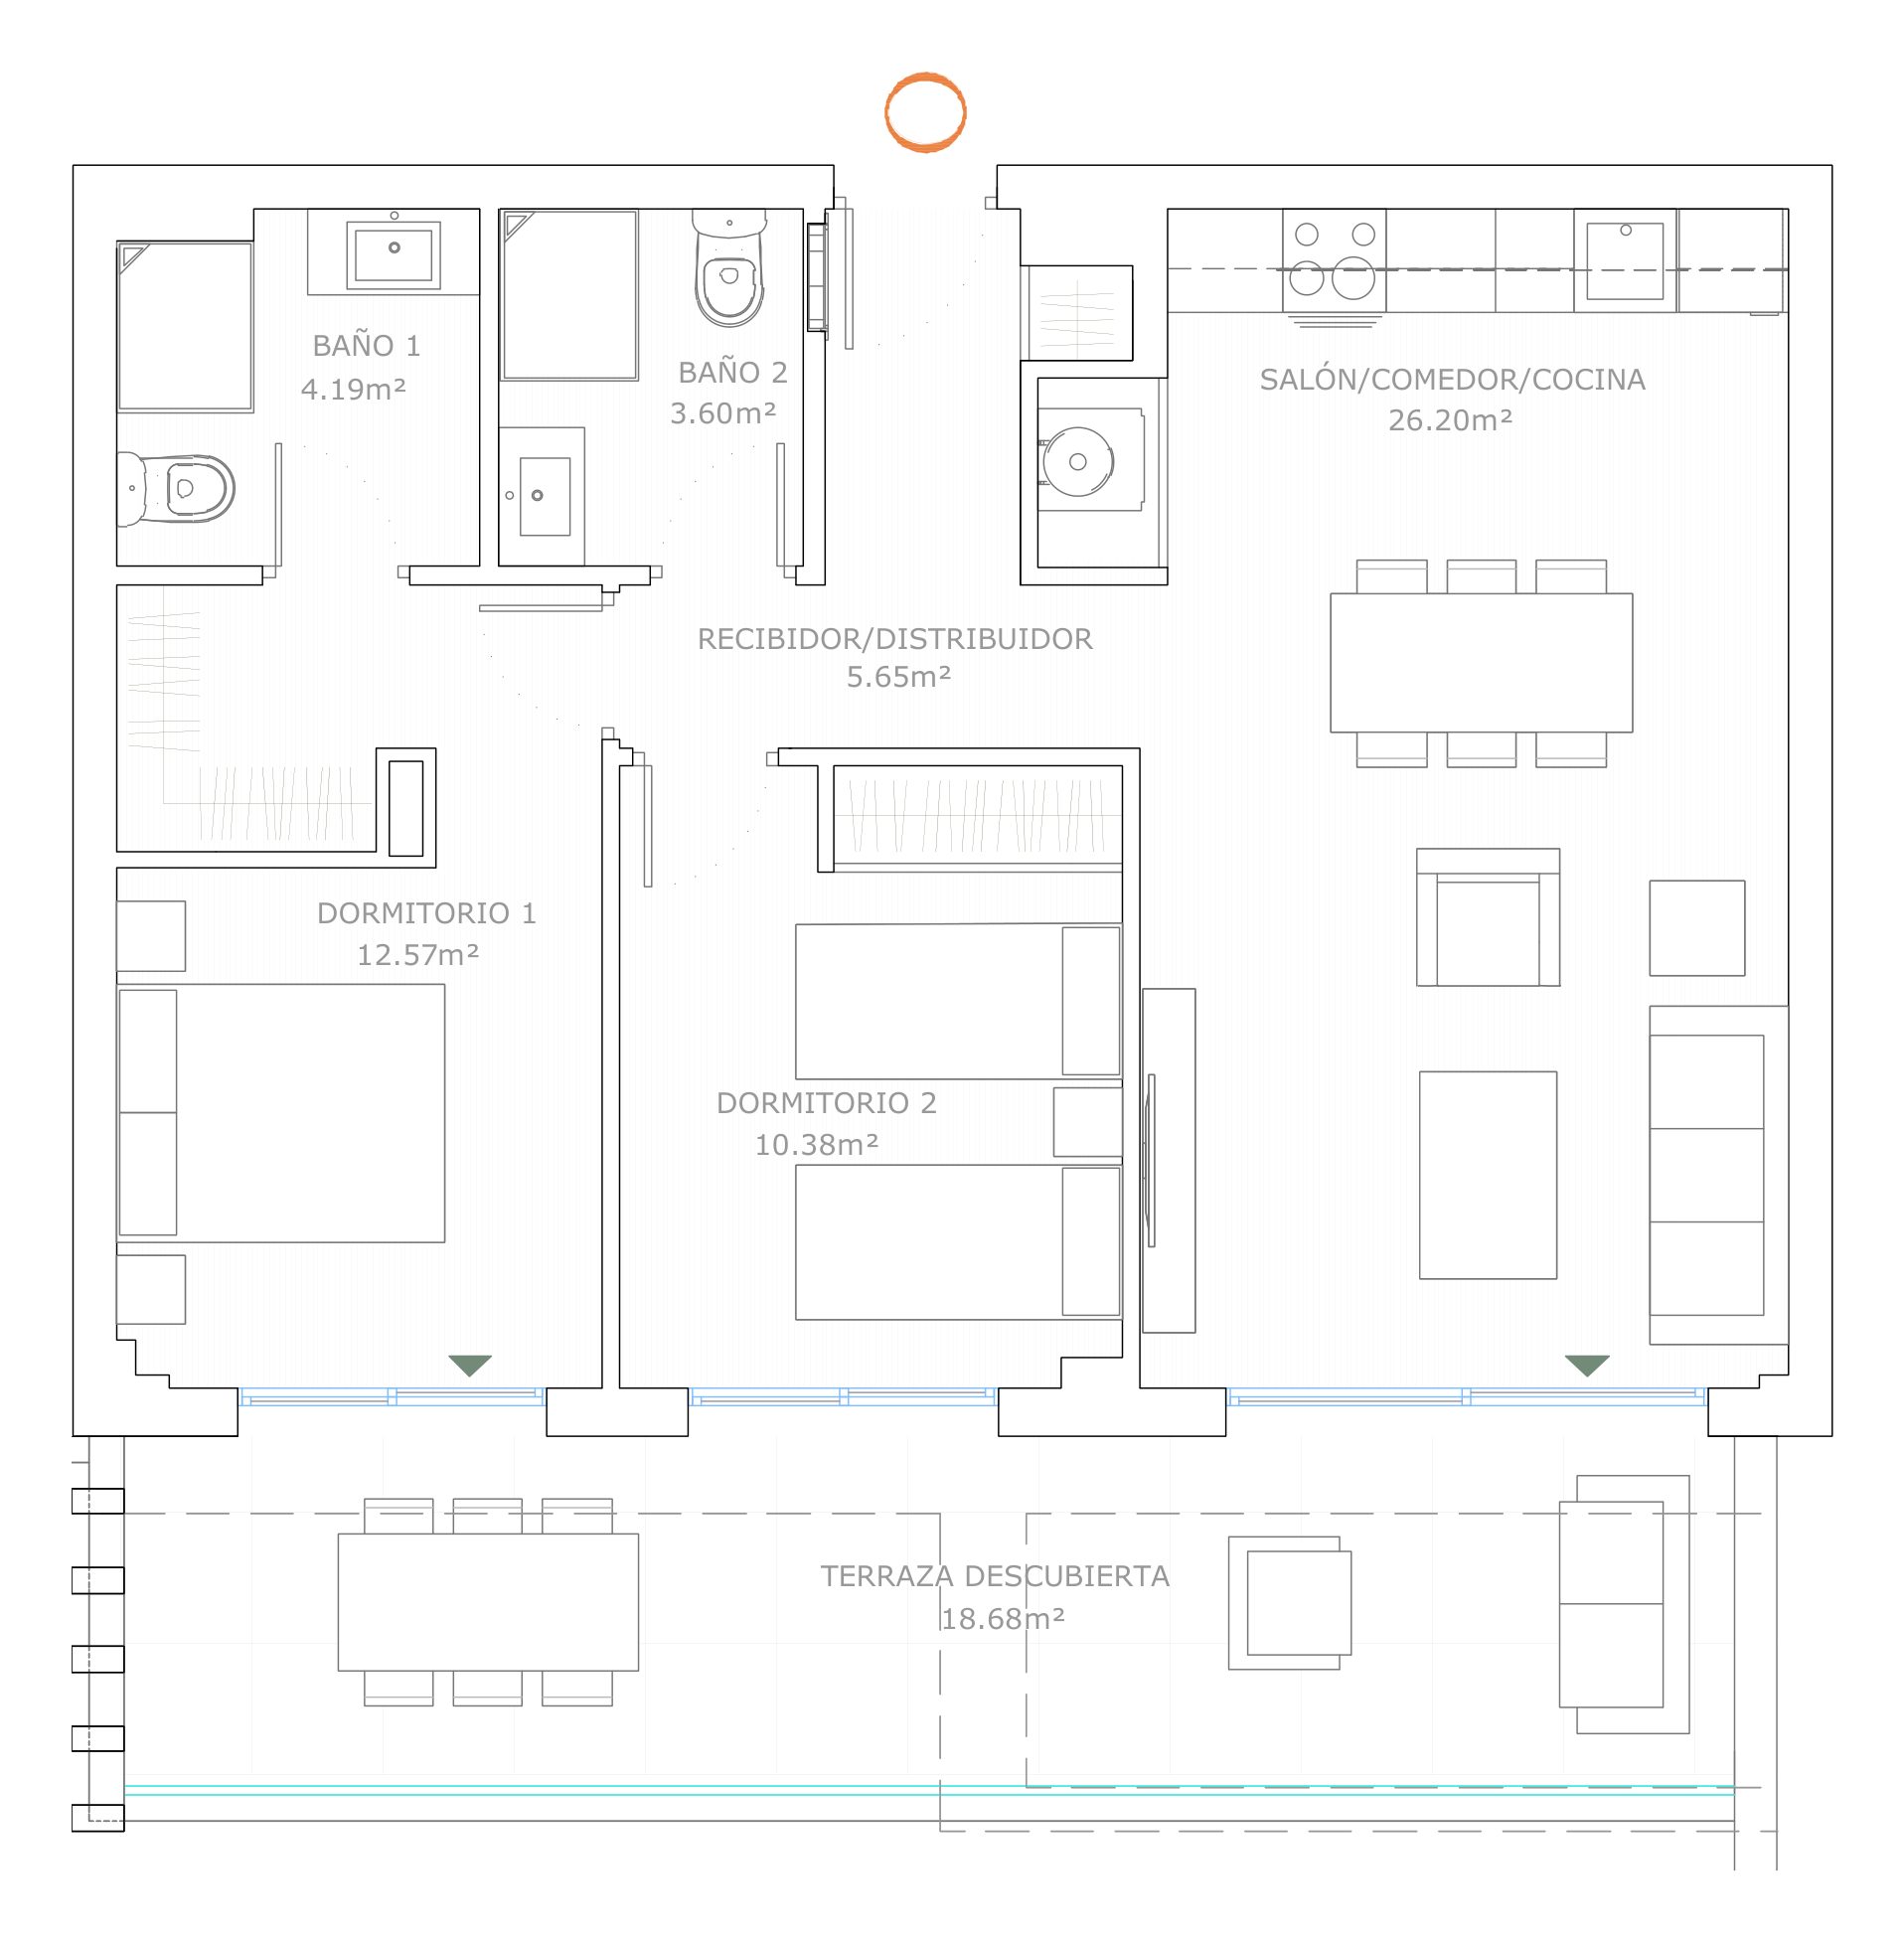 BAÑO 1
4.19m²
BAÑO 2
3.60m²
SALÓN/COMEDOR/COCINA
26.20m²
RECIBIDOR/DISTRIBUIDOR
5.65m²
DORMITORIO 1
12.57m²
DORMITORIO 2
10.38m²
TERRAZA DESCUBIERTA
18.68m²